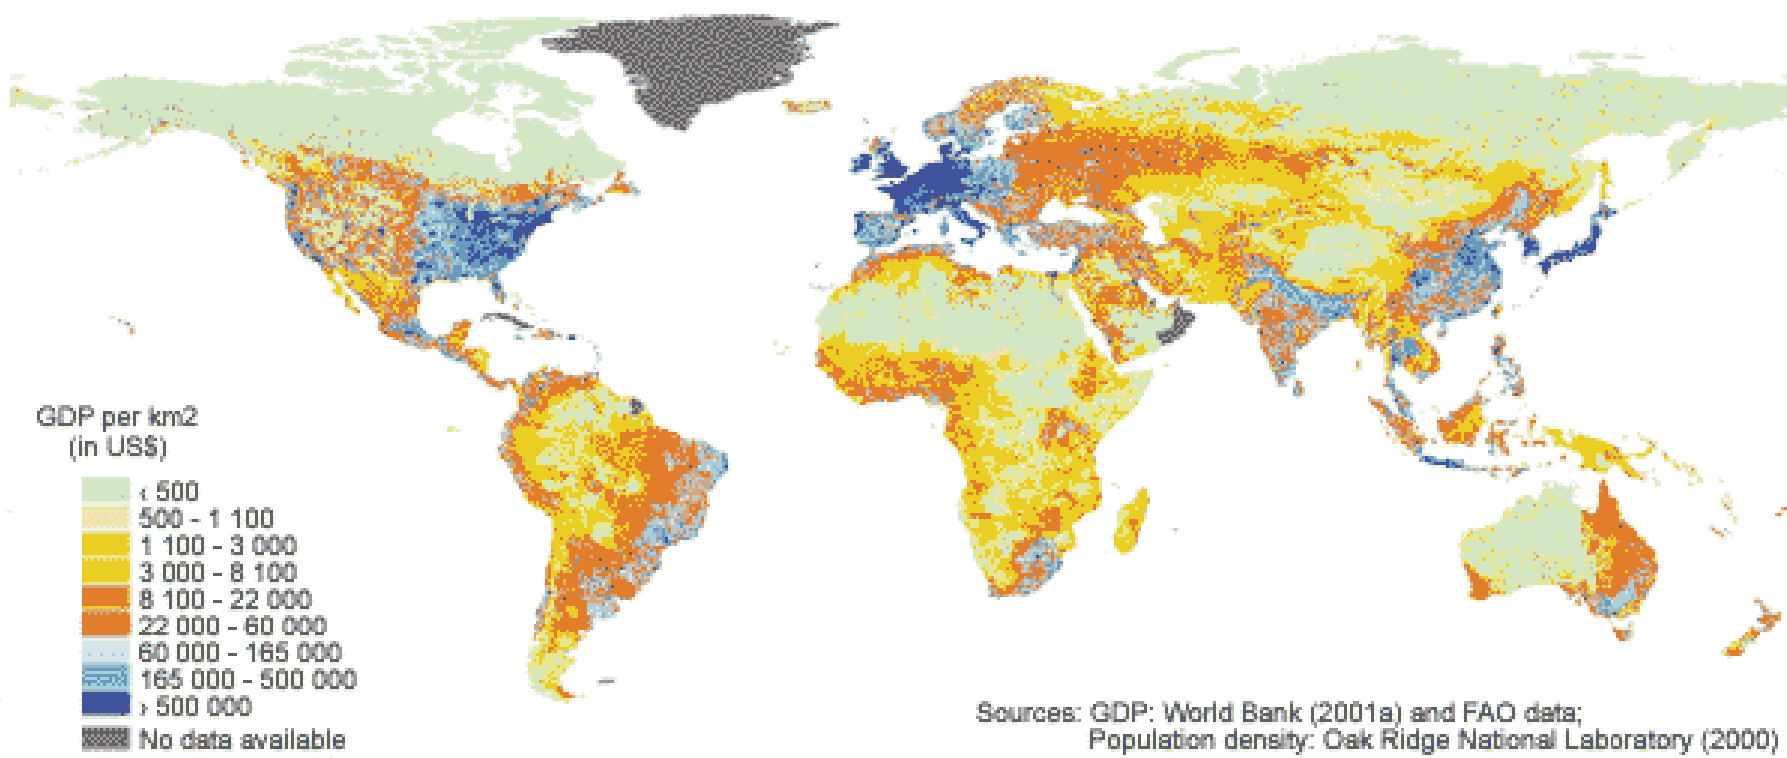 GDP per km2
(in US$)
< 500
500 - 1 100
1 100 - 3 000
3 000 - 8 100
8 100 - 22 000
22 000 - 60 000
60 000 - 165 000
165 000 - 500 000
> 500 000
No data available
Sources: GDP: World Bank (2001a) and FAO data;
Population density: Oak Ridge National Laboratory (2000)